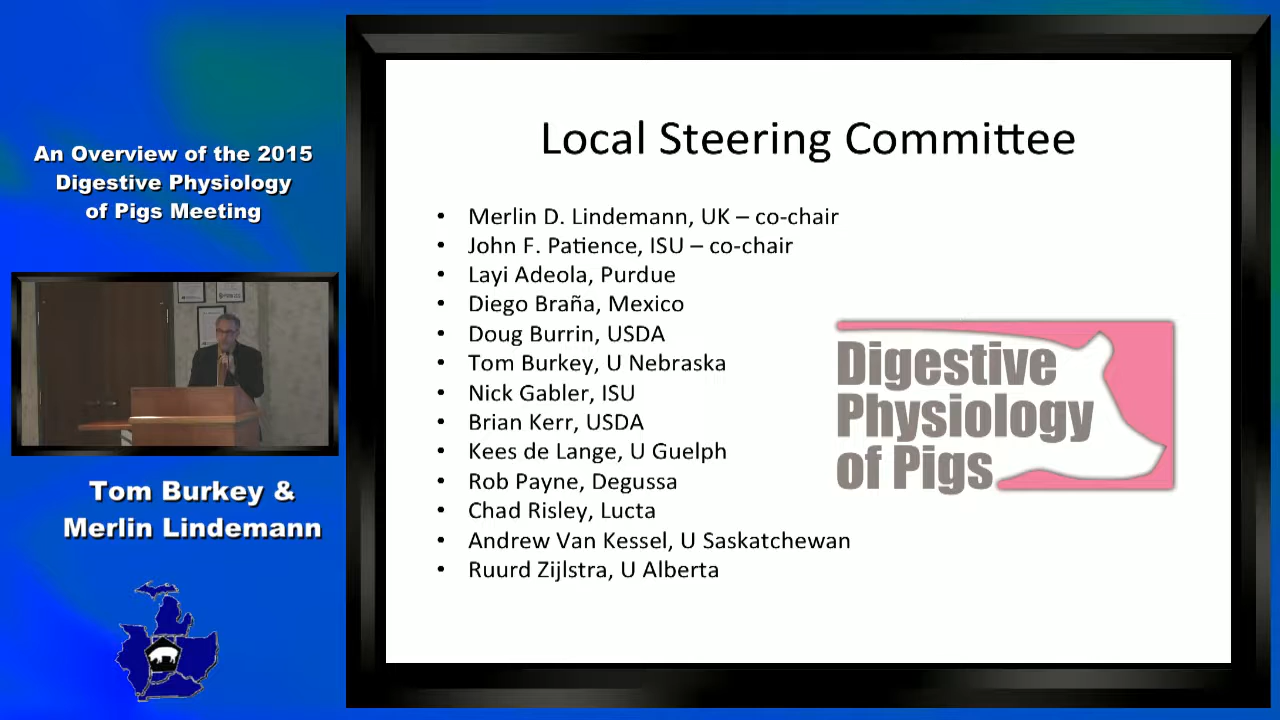 An Overview of the 2015
Digestive Physiology
of Pigs Meeting
Tom Burkey &
Merlin Lindemann
Local Steering Committee
• Merlin D. Lindemann, UK – co-chair
• John F. Patience, ISU – co-chair
• Layi Adeola, Purdue
• Diego Braña, Mexico
• Doug Burrin, USDA
• Tom Burkey, U Nebraska
• Nick Gabler, ISU
• Brian Kerr, USDA
• Kees de Lange, U Guelph
• Rob Payne, Degussa
• Chad Risley, Lucta
• Andrew Van Kessel, U Saskatchewan
• Ruurd Zijlstra, U Alberta
Digestive
Physiology
of Pigs